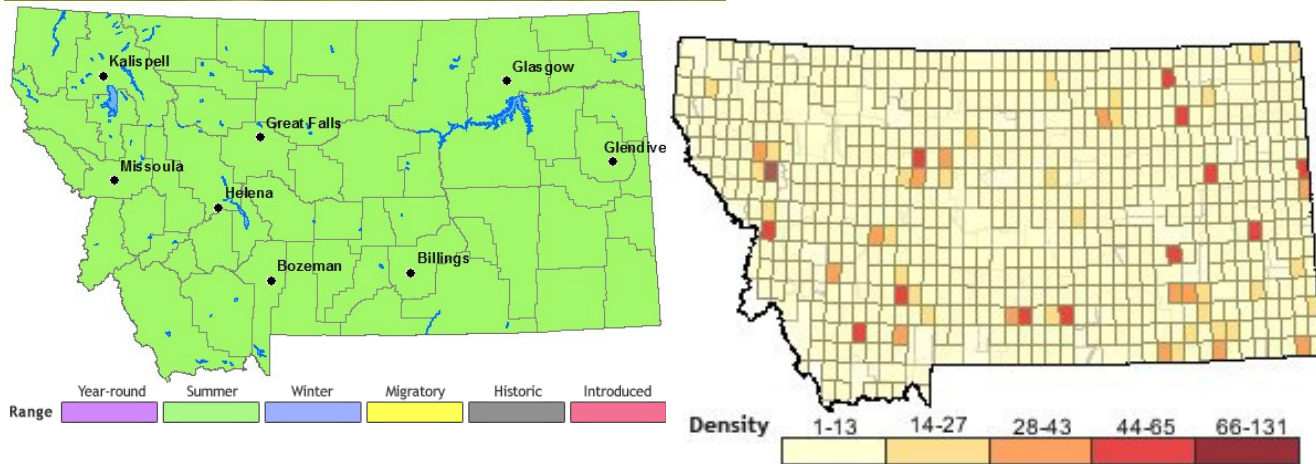 Kalispell
Glasgow
Great Falls
Glendive
Missoula
Helena
Bozeman
Billings
Year-round Summer Winter Migratory Historic Introduced
Range
Density 1-13 14-27 28-43 44-65 66-131